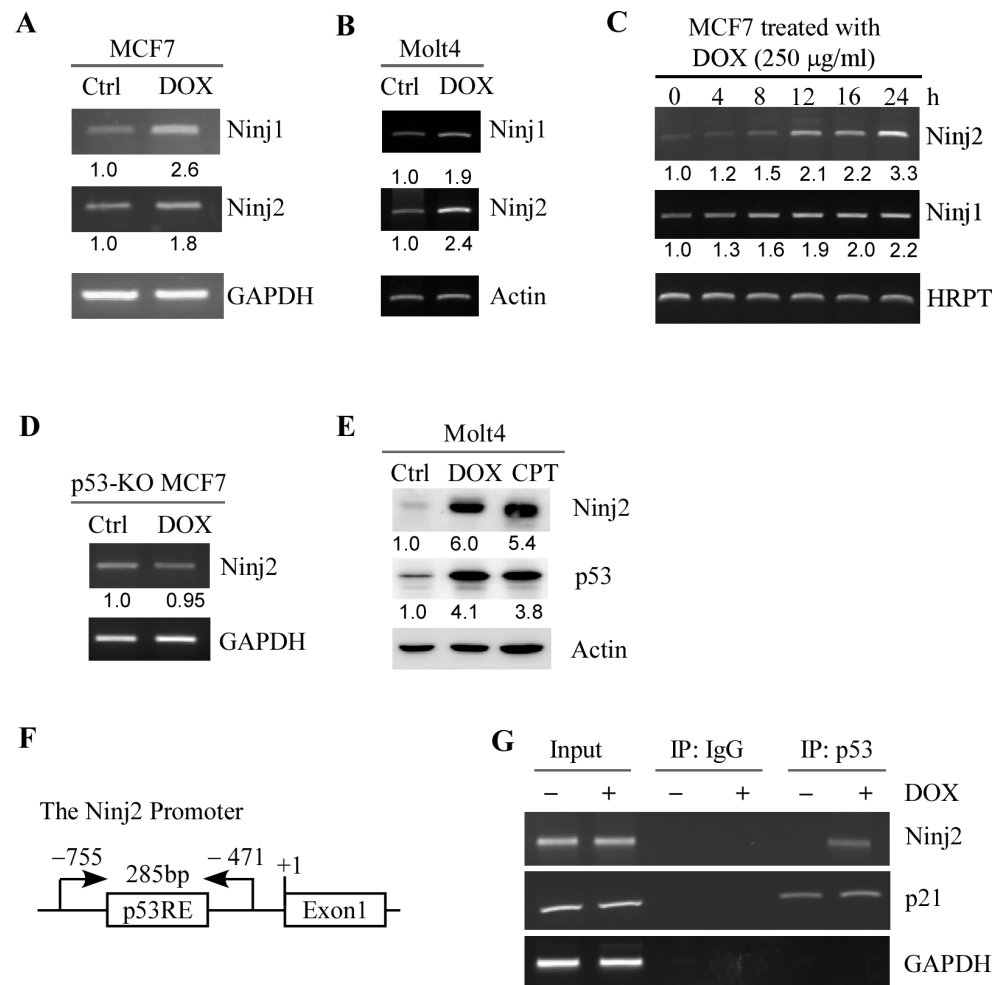 A
MCF7
Ctrl DOX
Ninj1
1.0 2.6
Ninj2
1.0 1.8
GAPDH
B
Molt4
Ctrl DOX
Ninj1
1.0 1.9
Ninj2
1.0 2.4
Actin
C
MCF7 treated with
DOX (250 μg/ml)
0 4 8 12 16 24 h
Ninj2
1.0 1.2 1.5 2.1 2.2 3.3
Ninj1
1.0 1.3 1.6 1.9 2.0 2.2
HRPT
D
p53-KO MCF7
Ctrl DOX
Ninj2
1.0 0.95
GAPDH
E
Molt4
Ctrl DOX CPT
Ninj2
1.0 6.0 5.4
p53
1.0 4.1 3.8
Actin
F
The Ninj2 Promoter
−755 285bp − 471 +1
p53RE Exon1
G
Input IP: IgG IP: p53
− + − + − + DOX
Ninj2
p21
GAPDH